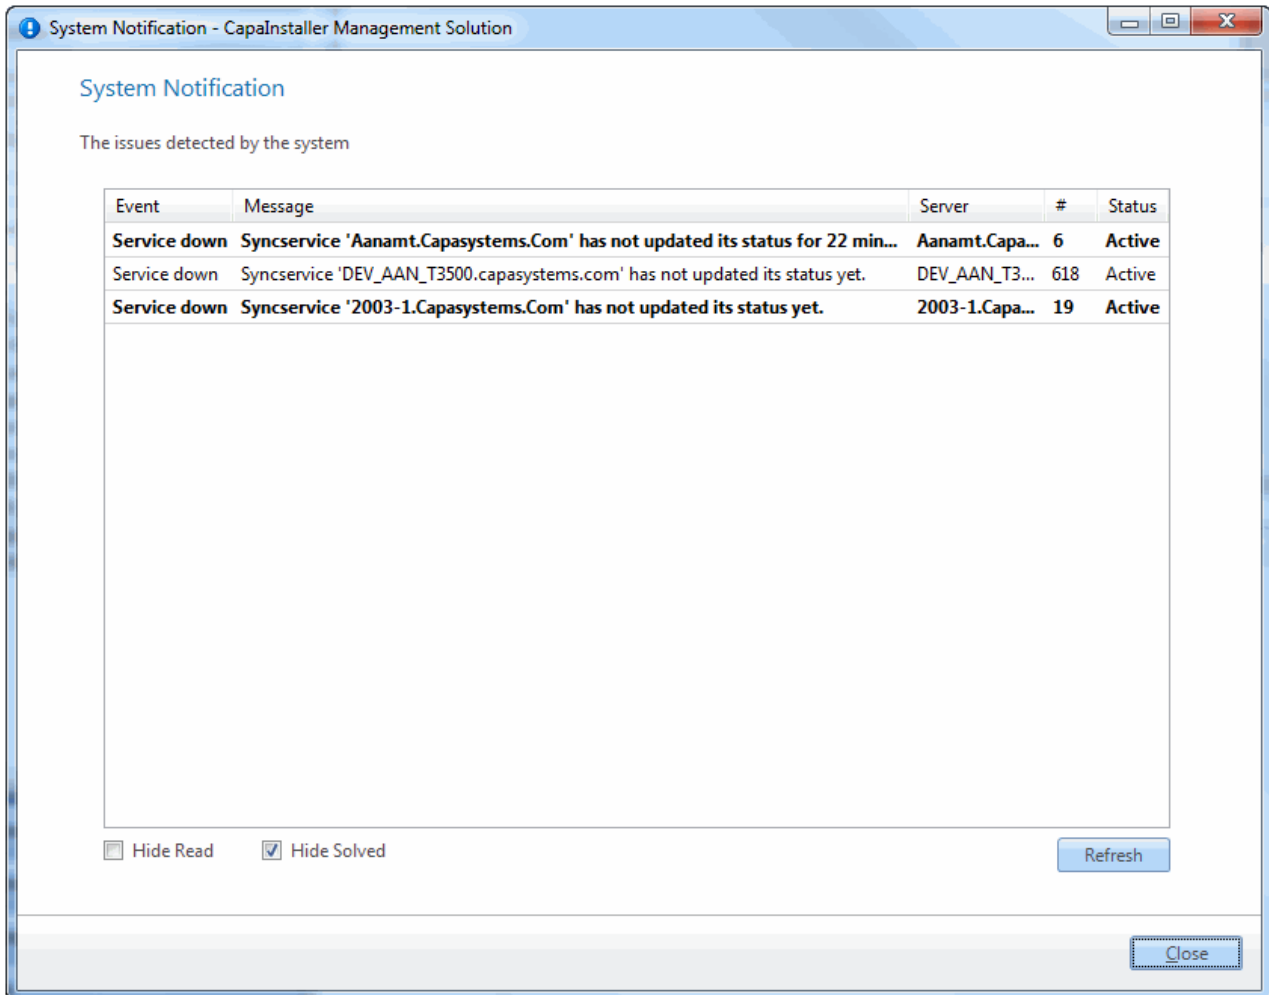 System Notification - CapaInstaller Management Solution
System Notification
The issues detected by the system
Event Message Server # Status
Service down Syncservice 'Aanamt.Capasystems.Com' has not updated its status for 22 min... Aanamt.Capa... 6 Active
Service down Syncservice 'DEV_AAN_T3500.capasystems.com' has not updated its status yet. DEV_AAN_T3... 618 Active
Service down Syncservice '2003-1.Capasystems.Com' has not updated its status yet. 2003-1.Capa... 19 Active
Hide Read Hide Solved Refresh
Close